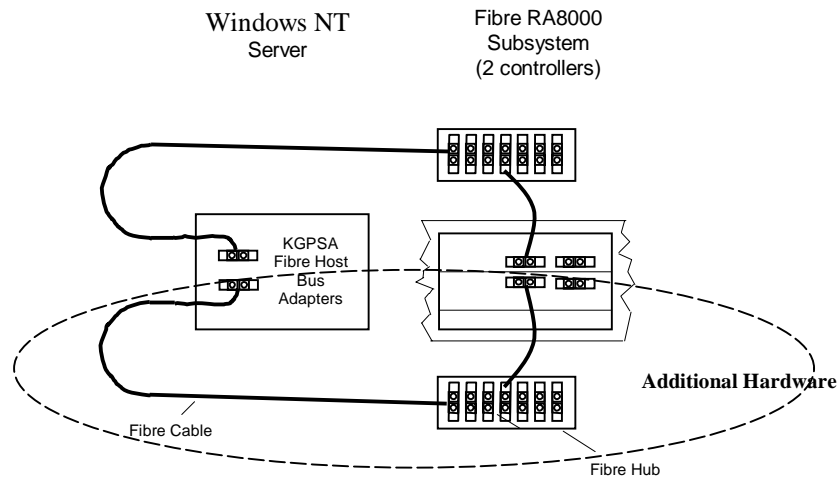 Windows NT
Server
Fibre RA8000
Subsystem
(2 controllers)
KGPSA
Fibre Host
Bus
Adapters
Additional Hardware
Fibre Cable
Fibre Hub